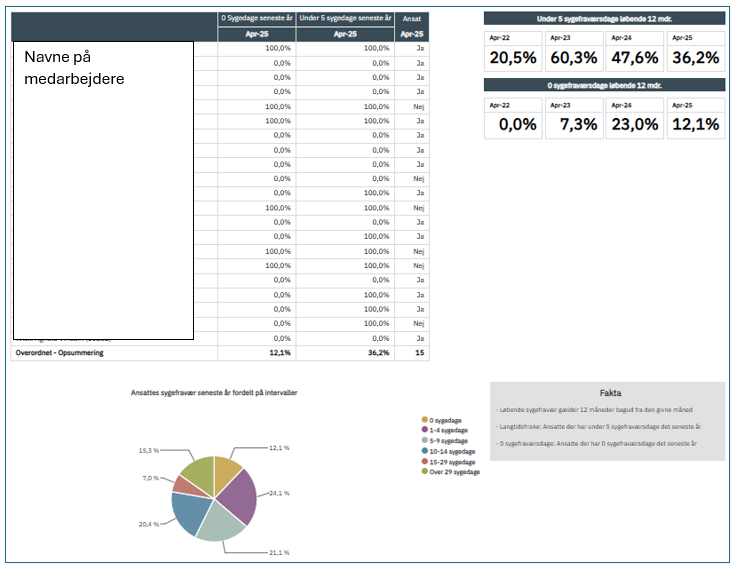 0 Sygedage seneste år Under 5 sygedage seneste år Ansat
Apr-25 Apr-25 Apr-25
Navne på
medarbejdere
100,0% 100,0% Ja
0,0% 0,0% Ja
0,0% 0,0% Ja
0,0% 0,0% Ja
100,0% 100,0% Nej
100,0% 100,0% Ja
0,0% 0,0% Ja
0,0% 0,0% Ja
0,0% 0,0% Ja
0,0% 0,0% Nej
0,0% 100,0% Ja
100,0% 100,0% Nej
0,0% 0,0% Ja
0,0% 100,0% Ja
100,0% 100,0% Nej
100,0% 100,0% Nej
0,0% 0,0% Ja
0,0% 100,0% Ja
0,0% 100,0% Ja
0,0% 100,0% Nej
0,0% 0,0% Ja
Overordnet - Opsummering 12,1% 36,2% 15
Under 5 sygefraværsdage løbende 12 mdr.
Apr-22 Apr-23 Apr-24 Apr-25
20,5% 60,3% 47,6% 36,2%
0 sygefraværsdage løbende 12 mdr.
Apr-22 Apr-23 Apr-24 Apr-25
0,0% 7,3% 23,0% 12,1%
Ansattes sygefravær seneste år fordelt på intervaller
12,1 %
24,1 %
21,1 %
20,4 %
7,0 %
15,3 %
0 sygedage
1-4 sygedage
5-9 sygedage
10-14 sygedage
15-29 sygedage
Over 29 sygedage
Fakta
- Løbende sygefravær gælder 12 måneder bagud fra den givne måned
- Langtidsfriske: Ansatte der har under 5 sygefraværsdage det seneste år
- 0 sygefraværsdage: Ansatte der har 0 sygefraværsdage det seneste år